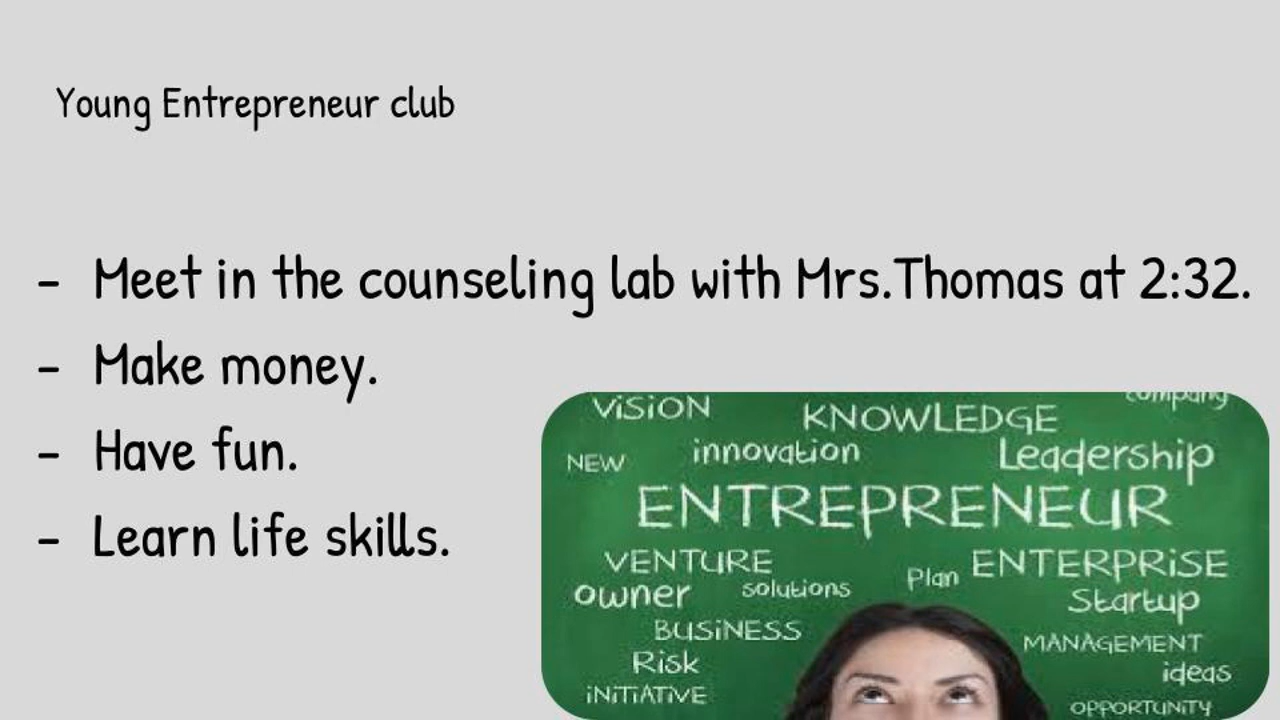 Young Entrepreneur club
- Meet in the counseling lab with Mrs.Thomas at 2:32.
- Make money.
- Have fun.
- Learn life skills.
company
ViSiON KNOWLEDGE
NEW innovation Leadership
ENTREPRENEUR
VENTURE Plan ENTERPRiSE
owner solutions Startup
BUSiNESS MANAGEMENT
Risk ideas
iNiTiATiVE OPPORTUNiTY